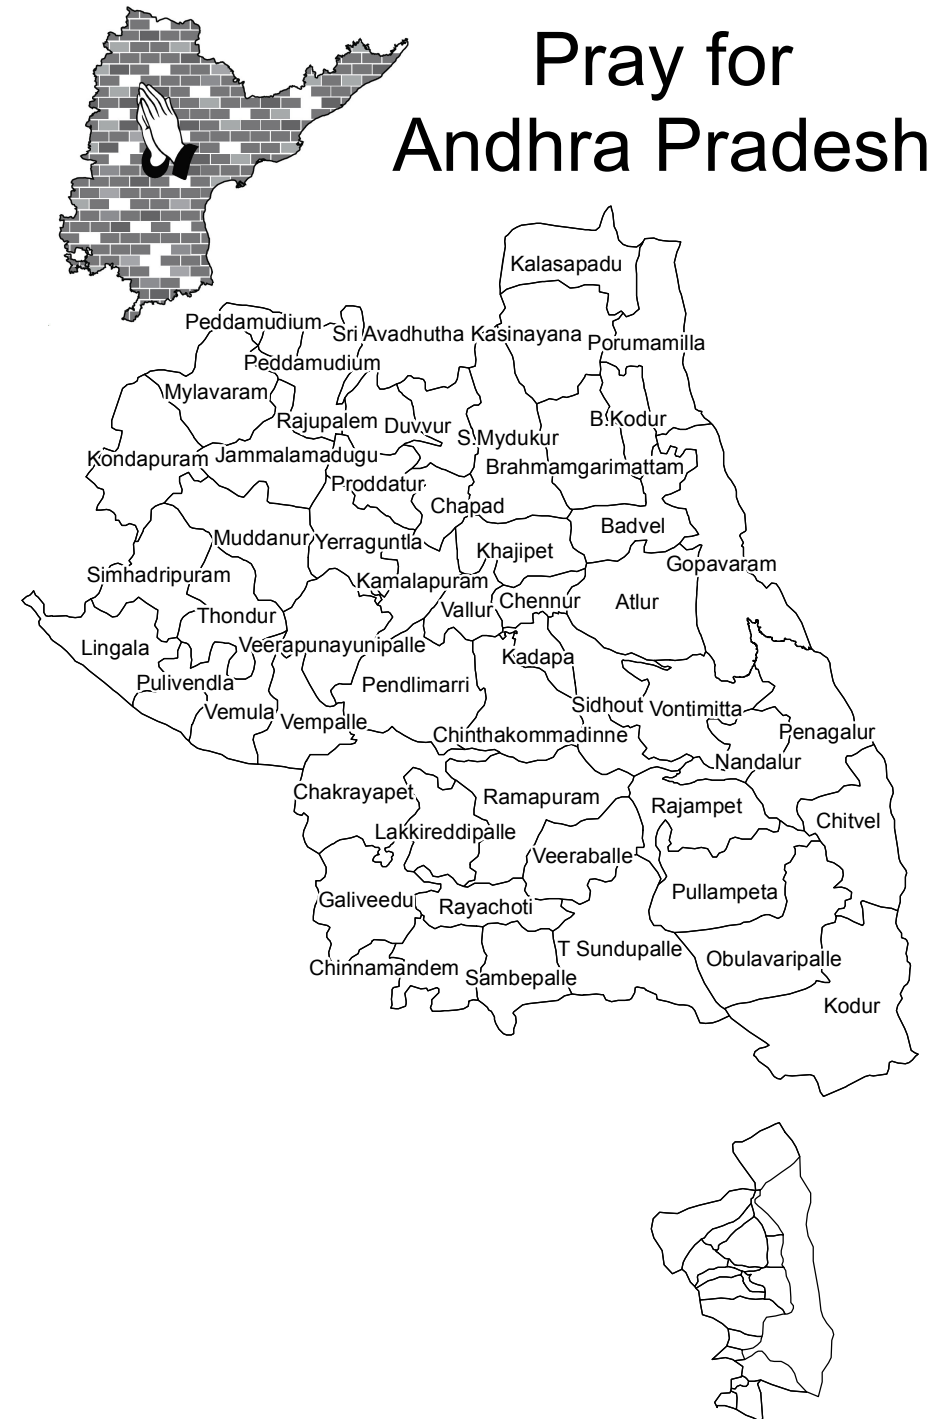 Pray for
Andhra Pradesh
Kalasapadu
Peddamudium
Sri Avadhutha Kasinayana
Porumamilla
Peddamudium
Mylavaram
Rajupalem
Duvvur
B.Kodur
S.Mydukur
Kondapuram
Jammalamadugu
Brahmamgarimattam
Proddatur
Chapad
Badvel
Muddanur
Yerraguntla
Khajipet
Gopavaram
Simhadripuram
Kamalapuram
Vallur
Chennur
Atlur
Thondur
Lingala
Veerapunayunipalle
Kadapa
Pulivendla
Pendlimarri
Sidhout
Vontimitta
Vemula
Vempalle
Chinthakommadinne
Penagalur
Nandalur
Chakrayapet
Ramapuram
Rajampet
Chitvel
Lakkireddipalle
Veeraballe
Galiveedu
Rayachoti
Pullampeta
T Sundupalle
Obulavaripalle
Chinnamandem
Sambepalle
Kodur